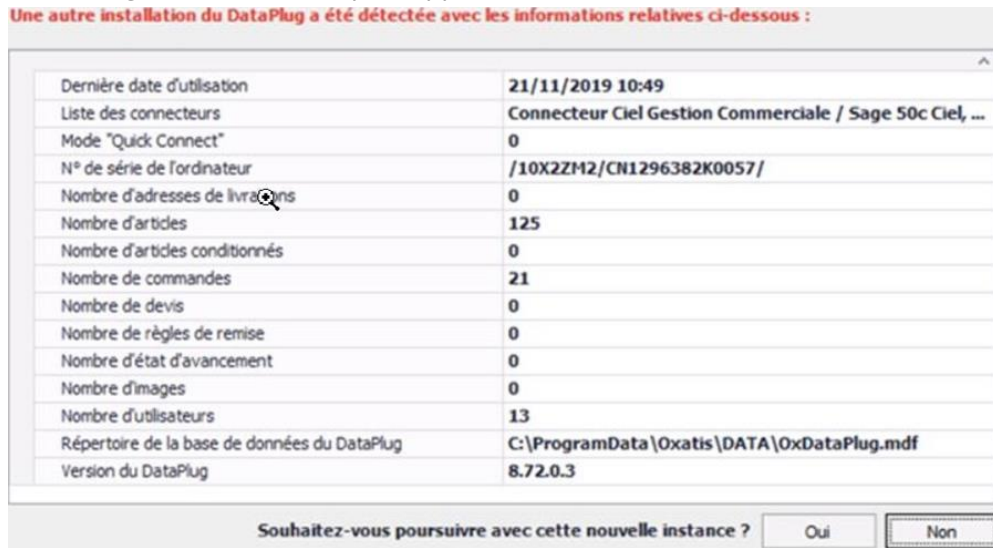 Une autre installation du DataPlug a été détectée avec les informations relatives ci-dessous :
Dernière date d'utilisation 21/11/2019 10:49
Liste des connecteurs Connecteur Ciel Gestion Commerciale / Sage 50c Ciel, ...
Mode "Quick Connect" 0
N° de série de l'ordinateur /10X2ZM2/CN1296382K0057/
Nombre d'adresses de livraisons 0
Nombre d'articles 125
Nombre d'articles conditionnés 0
Nombre de commandes 21
Nombre de devis 0
Nombre de règles de remise 0
Nombre d'état d'avancement 0
Nombre d'images 0
Nombre d'utilisateurs 13
Répertoire de la base de données du DataPlug C:\ProgramData\Oxatis\DATA\OxDataPlug.mdf
Version du DataPlug 8.72.0.3
Souhaitez-vous poursuivre avec cette nouvelle instance ? Oui Non